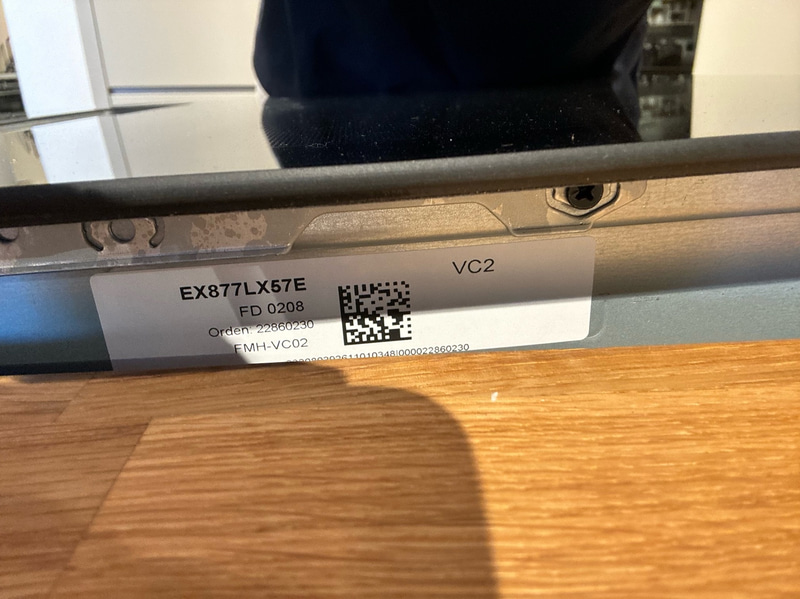 EX877LX57E
VC2
FD 0208
Orden: 22860230
FMH-VC02